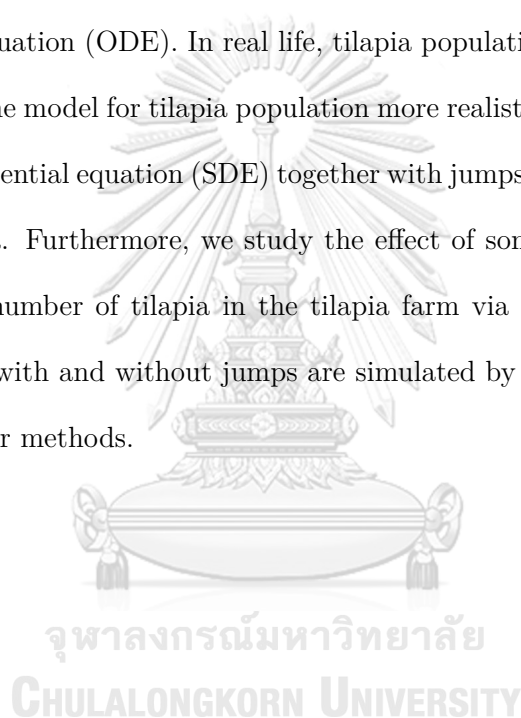 uation (ODE). In real life, tilapia populati
e model for tilapia population more realist
ential equation (SDE) together with jumps
. Furthermore, we study the effect of son
number of tilapia in the tilapia farm via
with and without jumps are simulated by
r methods.
จุฬาลงกรณ์มหาวิทยาลัย
CHULALONGKORN UNIVERSITY